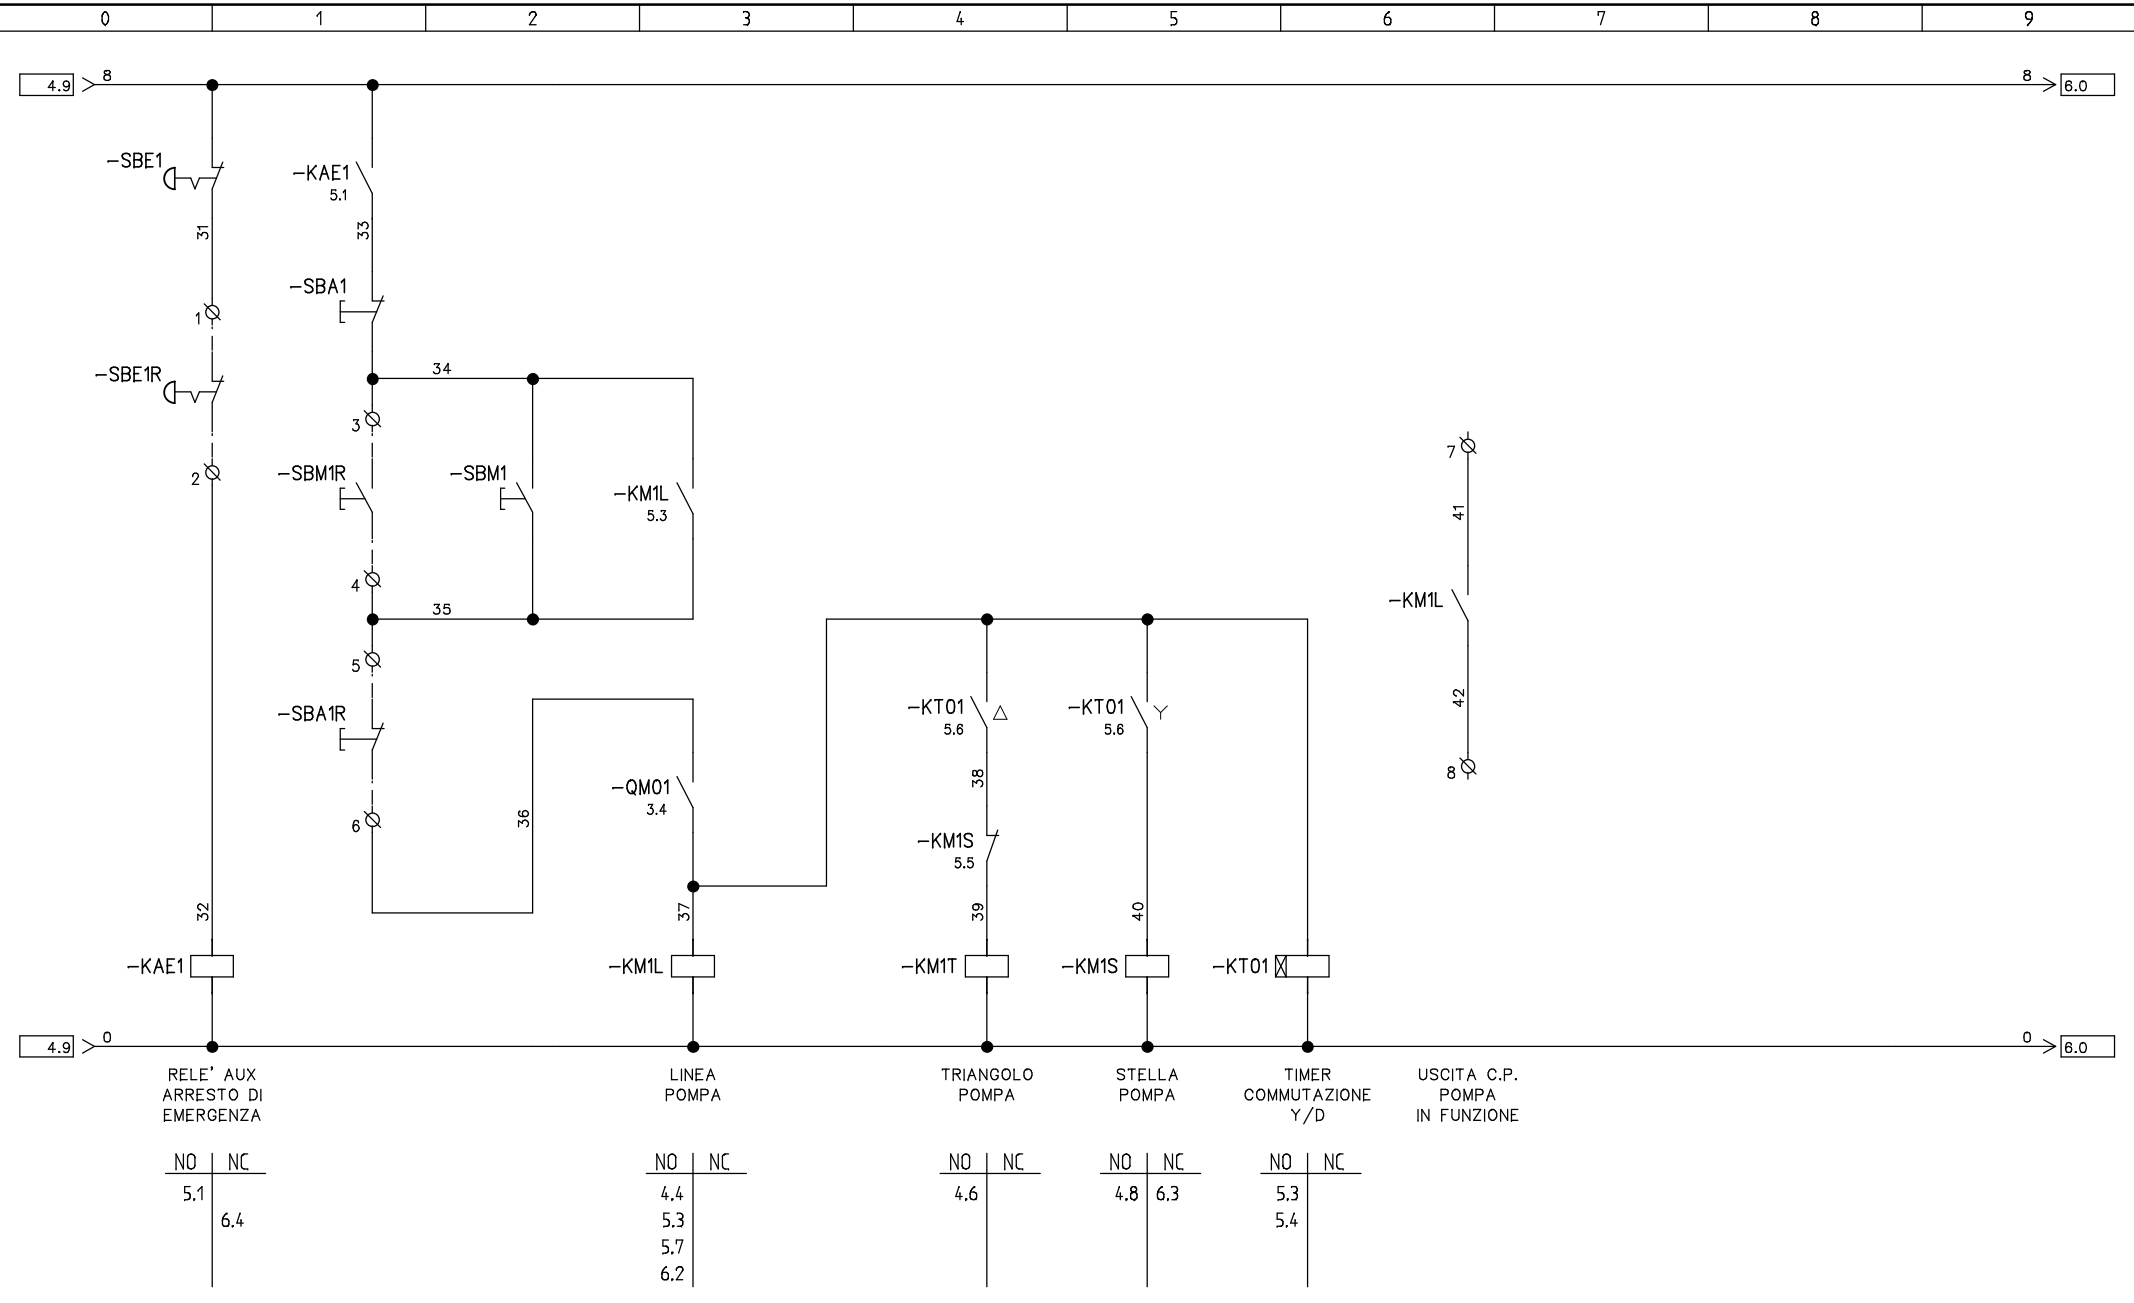 0 1 2 3 4 5 6 7 8 9
4.9 8 8 6.0
-SBE1
-KAE1
5.1
31
33
-SBA1
1
34
-SBE1R
3
2
-SBM1R
-SBM1
-KM1L
5.3
7
41
4
35
-KM1L
5
-SBA1R
-KT01
5.6
-KT01
5.6
Y
42
38
8
-QM01
3.4
36
6
-KM1S
5.5
32
37
39
40
-KAE1
-KM1L
-KM1T
-KM1S
-KT01
4.9 0 0 6.0
RELE' AUX
ARRESTO DI
EMERGENZA
LINEA
POMPA
TRIANGOLO
POMPA
STELLA
POMPA
TIMER
COMMUTAZIONE
Y/D
USCITA C.P.
POMPA
IN FUNZIONE
NO NC
5.1
6.4
NO NC
4.4
5.3
5.7
6.2
NO NC
4.6
NO NC
4.8 6.3
NO NC
5.3
5.4